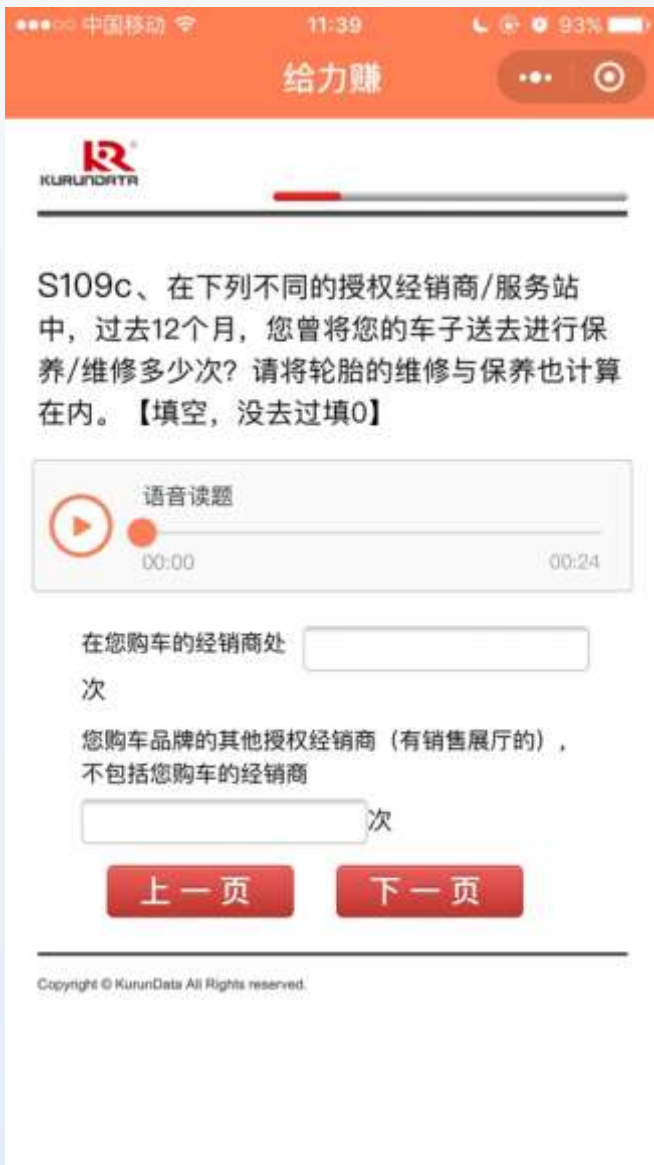 中国移动 11:39 93%
给力赚
KR®
KURUNDATA
S109c、在下列不同的授权经销商/服务站
中，过去12个月，您曾将您的车子送去进行保
养/维修多少次？请将轮胎的维修与保养也计算
在内。【填空，没去过填0】
语音读题
00:00 00:24
在您购车的经销商处
次
您购车品牌的其他授权经销商（有销售展厅的），
不包括您购车的经销商
次
上一页 下一页
Copyright © KurunData All Rights reserved.